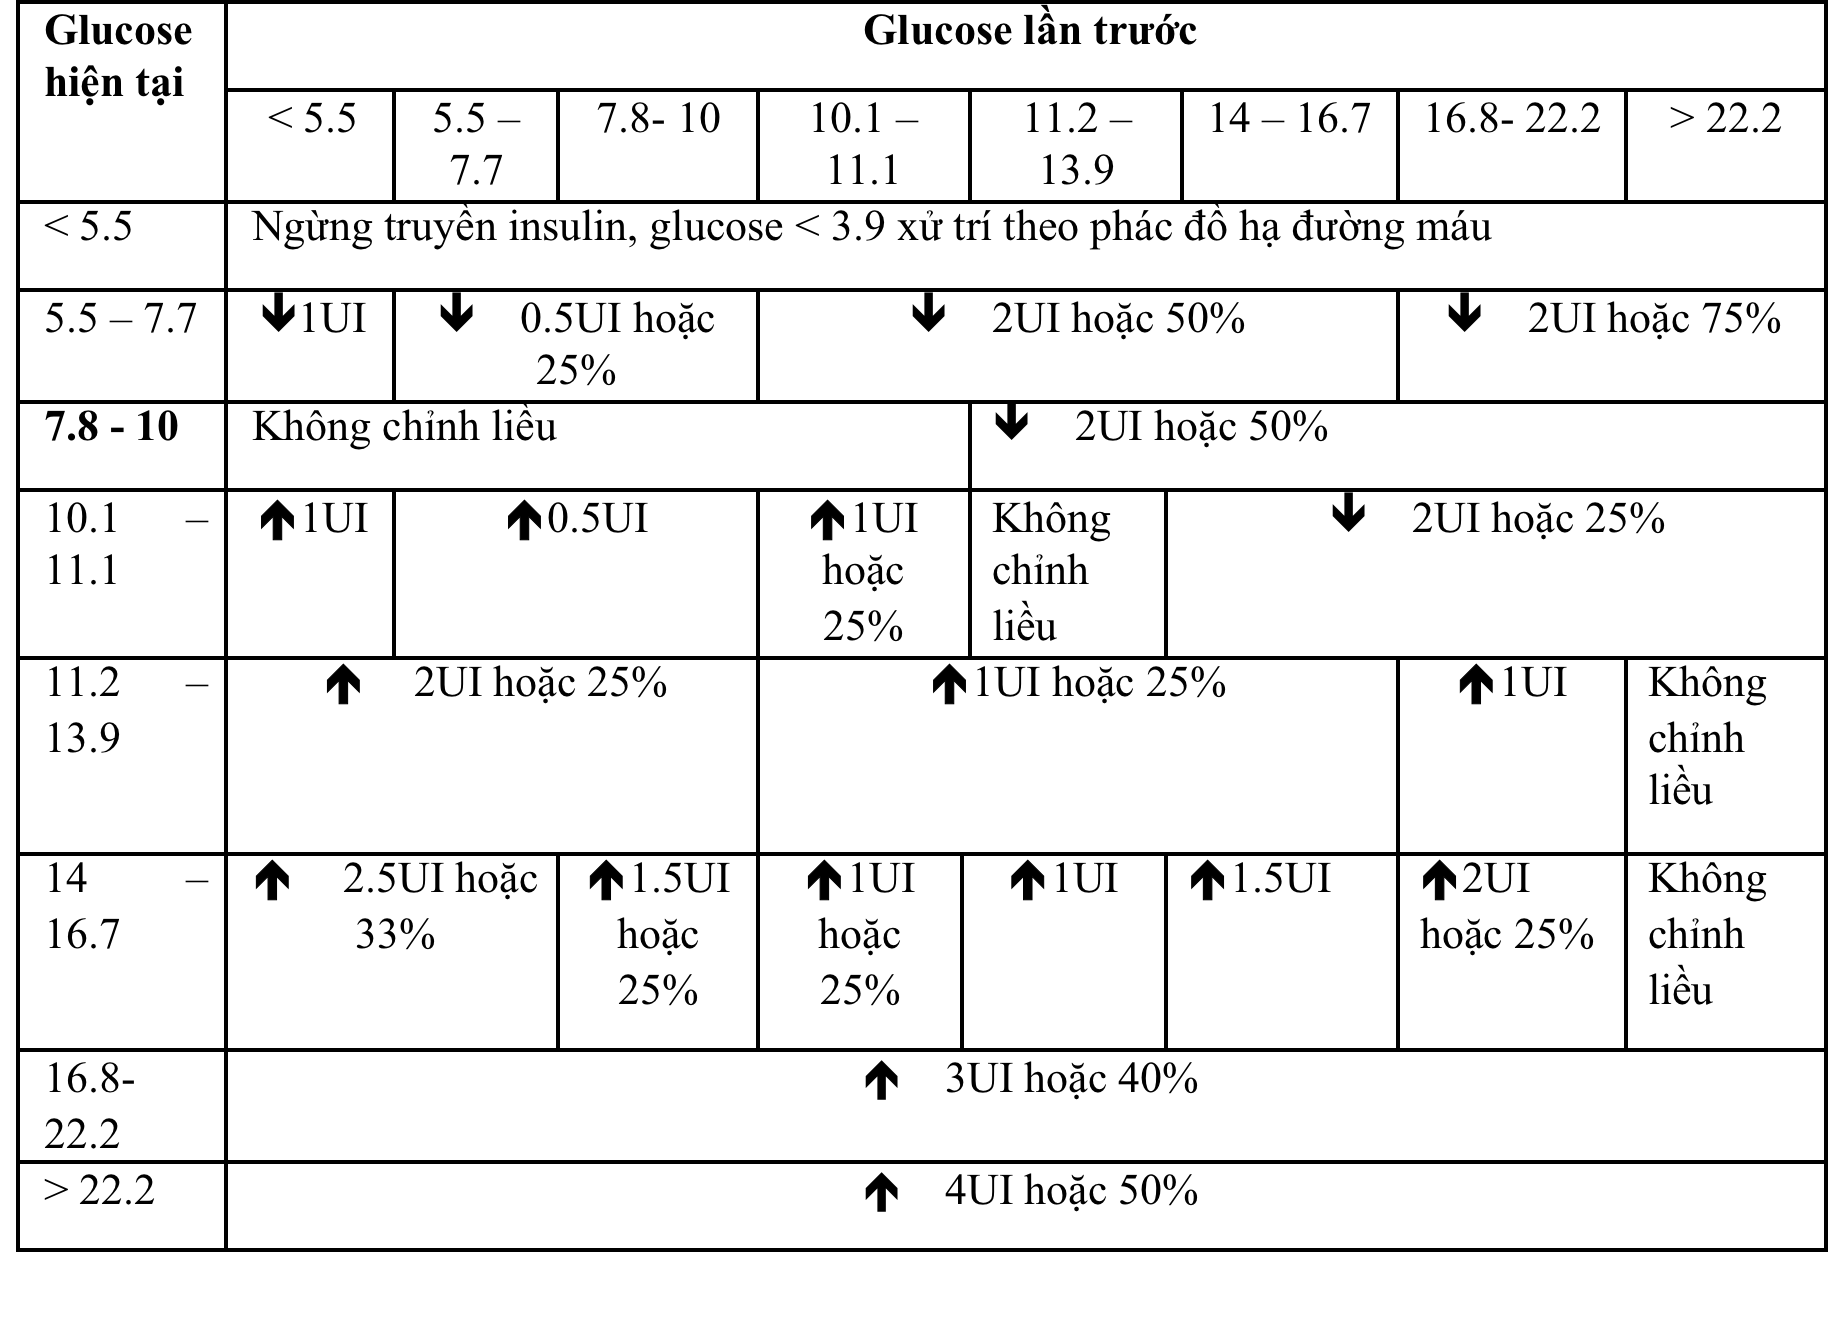 Glucose hiện tại
Glucose lần trước
< 5.5
5.5 – 7.7
7.8- 10
10.1 – 11.1
11.2 – 13.9
14 – 16.7
16.8- 22.2
> 22.2
< 5.5
Ngừng truyền insulin, glucose < 3.9 xử trí theo phác đồ hạ đường máu
5.5 – 7.7
🡻1UI
🡻 0.5UI hoặc
25%
🡻 2UI hoặc 50%
🡻 2UI hoặc 75%
7.8 - 10
Không chỉnh liều
🡻 2UI hoặc 50%
10.1 –
11.1
🡹1UI
🡹0.5UI
🡹1UI
hoặc
25%
Không
chỉnh
liều
🡻 2UI hoặc 25%
11.2 –
13.9
🡹 2UI hoặc 25%
🡹1UI hoặc 25%
🡹1UI
Không
chỉnh
liều
14 –
16.7
🡹 2.5UI hoặc
33%
🡹1.5UI
hoặc
25%
🡹1UI
hoặc
25%
🡹1UI
🡹1.5UI
🡹2UI
hoặc 25%
Không
chỉnh
liều
16.8-
22.2
🡹 3UI hoặc 40%
> 22.2
🡹 4UI hoặc 50%